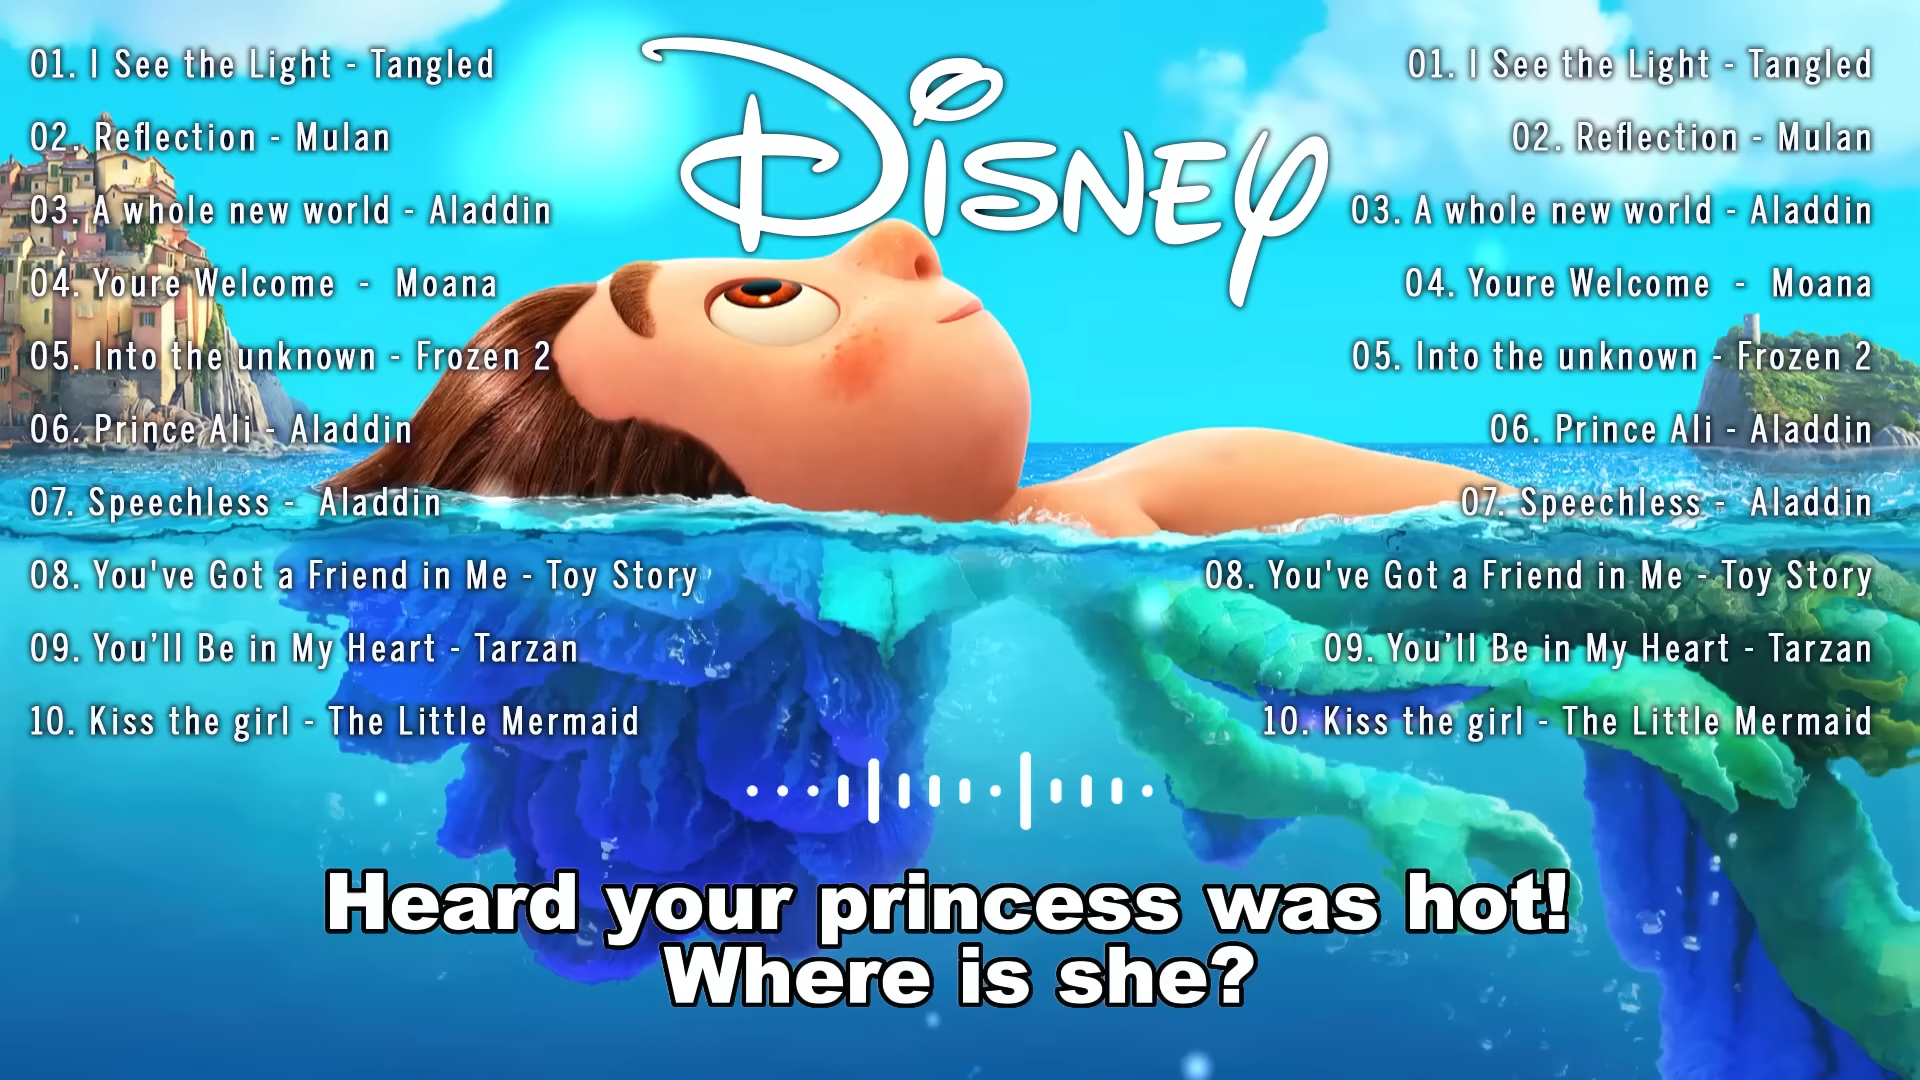 Disney
01. I See the Light - Tangled
02. Reflection - Mulan
03. A whole new world - Aladdin
04. Youre Welcome  -  Moana
05. Into the unknown - Frozen 2
06. Prince Ali - Aladdin
07. Speechless -  Aladdin
08. You've Got a Friend in Me - Toy Story
09. You’ll Be in My Heart - Tarzan
10. Kiss the girl - The Little Mermaid
01. I See the Light - Tangled
02. Reflection - Mulan
03. A whole new world - Aladdin
04. Youre Welcome  -  Moana
05. Into the unknown - Frozen 2
06. Prince Ali - Aladdin
07. Speechless -  Aladdin
08. You've Got a Friend in Me - Toy Story
09. You’ll Be in My Heart - Tarzan
10. Kiss the girl - The Little Mermaid
Heard your princess was hot!
Where is she?